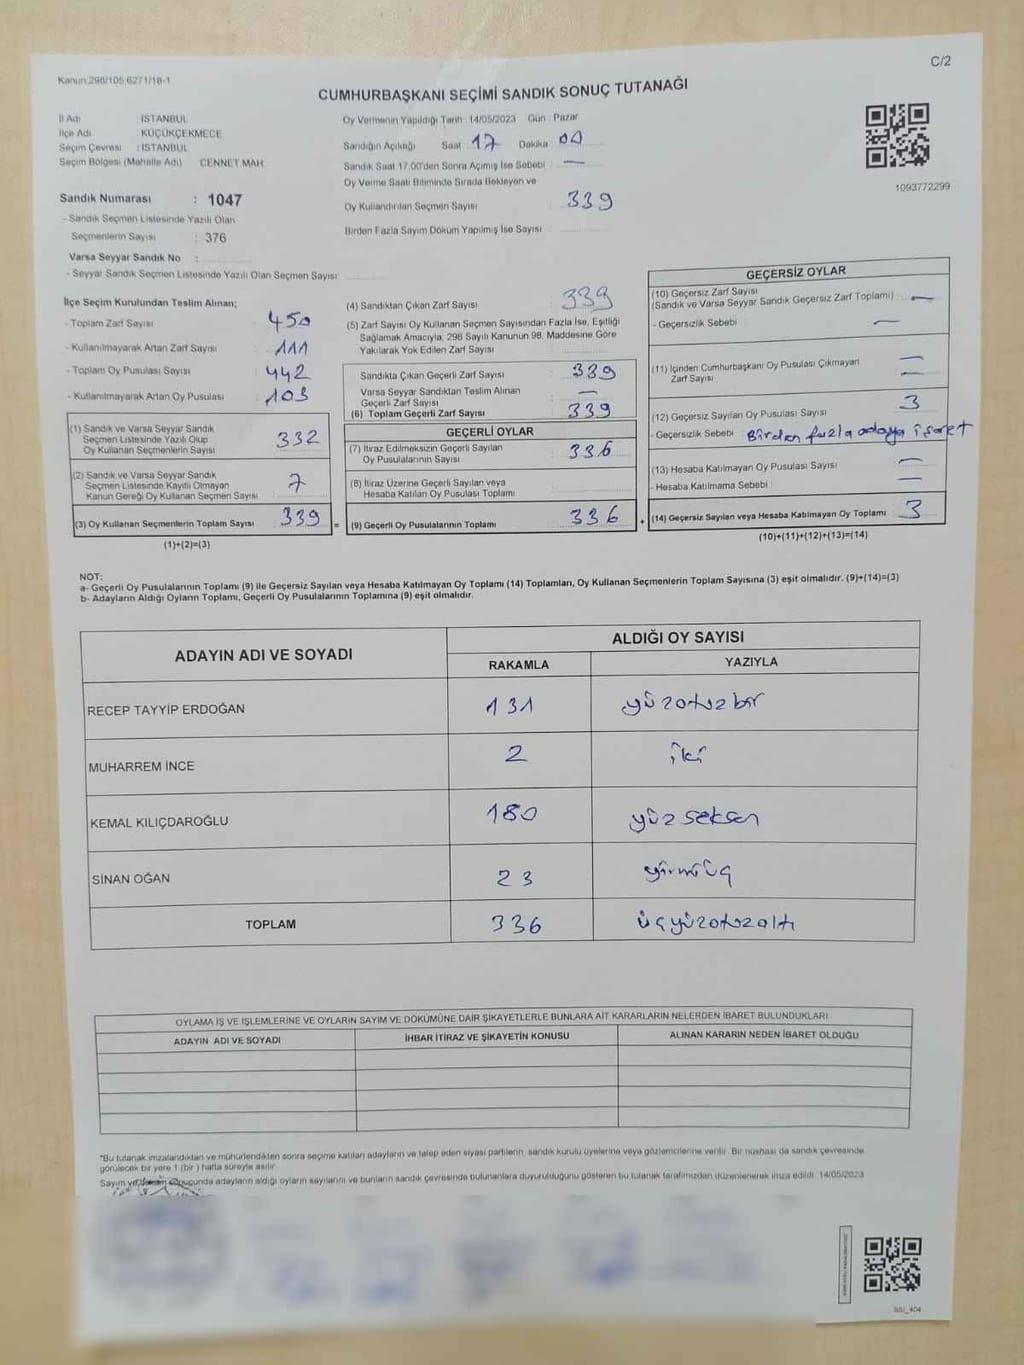 C/2
Kanun:298/105,6271/18-1
CUMHURBAŞKANI SEÇİMİ SANDIK SONUÇ TUTANAĞI
İl Adı : İSTANBUL
İlçe Adı : KÜÇÜKÇEKMECE
Seçim Çevresi : İSTANBUL
Seçim Bölgesi (Mahalle Adı) CENNET MAH.
Sandık Numarası : 1047
- Sandık Seçmen Listesinde Yazılı Olan
Seçmenlerin Sayısı : 376
Varsa Seyyar Sandık No :
- Seyyar Sandık Seçmen Listesinde Yazılı Olan Seçmen Sayısı:
Oy Vermenin Yapıldığı Tarih : 14/05/2023 Gün : Pazar
Sandığın Açıldığı Saat 17 Dakika 00
Sandık Saat 17:00'den Sonra Açılmış İse Sebebi : —
Oy Verme Saati Bitiminde Sırada Bekleyen ve
Oy Kullandırılan Seçmen Sayısı : 339
Birden Fazla Sayım Döküm Yapılmış İse Sayısı :
1093772299
İlçe Seçim Kurulundan Teslim Alınan;
- Toplam Zarf Sayısı : 450
- Kullanılmayarak Artan Zarf Sayısı : 111
- Toplam Oy Pusulası Sayısı : 442
- Kullanılmayarak Artan Oy Pusulası : 103
(1) Sandık ve Varsa Seyyar Sandık
Seçmen Listesinde Yazılı Olup
Oy Kullanan Seçmenlerin Sayısı : 332
(2) Sandık ve Varsa Seyyar Sandık
Seçmen Listesinde Kayıtlı Olmayan
Kanun Gereği Oy Kullanan Seçmen Sayısı : 7
(3) Oy Kullanan Seçmenlerin Toplam Sayısı : 339 =
(1)+(2)=(3)
(4) Sandıktan Çıkan Zarf Sayısı : 339
(5) Zarf Sayısı Oy Kullanan Seçmen Sayısından Fazla İse, Eşitliği
Sağlamak Amacıyla, 298 Sayılı Kanunun 98. Maddesine Göre
Yakılarak Yok Edilen Zarf Sayısı :
Sandıkta Çıkan Geçerli Zarf Sayısı : 339
Varsa Seyyar Sandıktan Teslim Alınan
Geçerli Zarf Sayısı : —
(6) Toplam Geçerli Zarf Sayısı : 339
GEÇERLİ OYLAR
(7) İtiraz Edilmeksizin Geçerli Sayılan
Oy Pusulalarının Sayısı : 336
(8) İtiraz Üzerine Geçerli Sayılan veya
Hesaba Katılan Oy Pusulası Toplamı :
(9) Geçerli Oy Pusulalarının Toplamı : 336 +
GEÇERSİZ OYLAR
(10) Geçersiz Zarf Sayısı
(Sandık ve Varsa Seyyar Sandık Geçersiz Zarf Toplamı) : —
- Geçersizlik Sebebi : —
(11) İçinden Cumhurbaşkanı Oy Pusulası Çıkmayan
Zarf Sayısı : —
(12) Geçersiz Sayılan Oy Pusulası Sayısı : 3
- Geçersizlik Sebebi : Birden fazla adaya işaret
(13) Hesaba Katılmayan Oy Pusulası Sayısı : —
- Hesaba Katılmama Sebebi : —
(14) Geçersiz Sayılan veya Hesaba Katılmayan Oy Toplamı : 3
(10)+(11)+(12)+(13)=(14)
NOT:
a- Geçerli Oy Pusulalarının Toplamı (9) ile Geçersiz Sayılan veya Hesaba Katılmayan Oy Toplamı (14) Toplamları, Oy Kullanan Seçmenlerin Toplam Sayısına (3) eşit olmalıdır. (9)+(14)=(3)
b- Adayların Aldığı Oyların Toplamı, Geçerli Oy Pusulalarının Toplamına (9) eşit olmalıdır.
ADAYIN ADI VE SOYADI
ALDIĞI OY SAYISI
RAKAMLA YAZIYLA
RECEP TAYYİP ERDOĞAN 131 yüzotuzbir
MUHARREM İNCE 2 iki
KEMAL KILIÇDAROĞLU 180 yüzseksen
SİNAN OĞAN 23 yirmiüç
TOPLAM 336 üçyüzotuzaltı
OYLAMA İŞ VE İŞLEMLERİNE VE OYLARIN SAYIM VE DÖKÜMÜNE DAİR ŞİKAYETLERLE BUNLARA AİT KARARLARIN NELERDEN İBARET BULUNDUKLARI
ADAYIN ADI VE SOYADI İHBAR İTİRAZ VE ŞİKAYETİN KONUSU ALINAN KARARIN NEDEN İBARET OLDUĞU
"Bu tutanak imzalandıktan ve mühürlendikten sonra seçime katılan adayların ve talep eden siyasi partilerin, sandık kurulu üyelerine veya gözlemcilerine verilir. Bir nüshası da sandık çevresinde
görülecek bir yere 1 (bir ) hafta süreyle asılır.
Sayım ve döküm sonucunda adayların aldığı oyların sayılarını ve bunların sandık çevresinde bulunanlara duyurulduğunu gösteren bu tutanak tarafımızdan düzenlenerek imza edildi. 14/05/2023
SSI_404